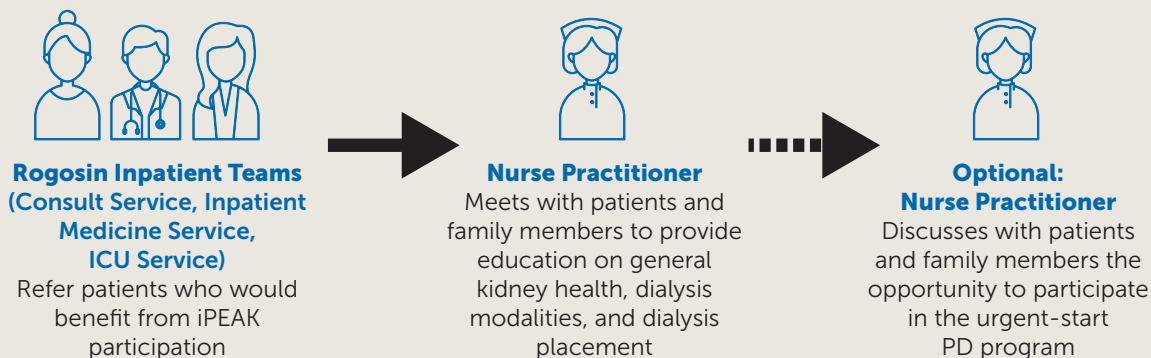 Rogosin Inpatient Teams
(Consult Service, Inpatient
Medicine Service,
ICU Service)
Refer patients who would
benefit from iPEAK
participation
Nurse Practitioner
Meets with patients and
family members to provide
education on general
kidney health, dialysis
modalities, and dialysis
placement
Optional:
Nurse Practitioner
Discusses with patients
and family members the
opportunity to participate
in the urgent-start
PD program